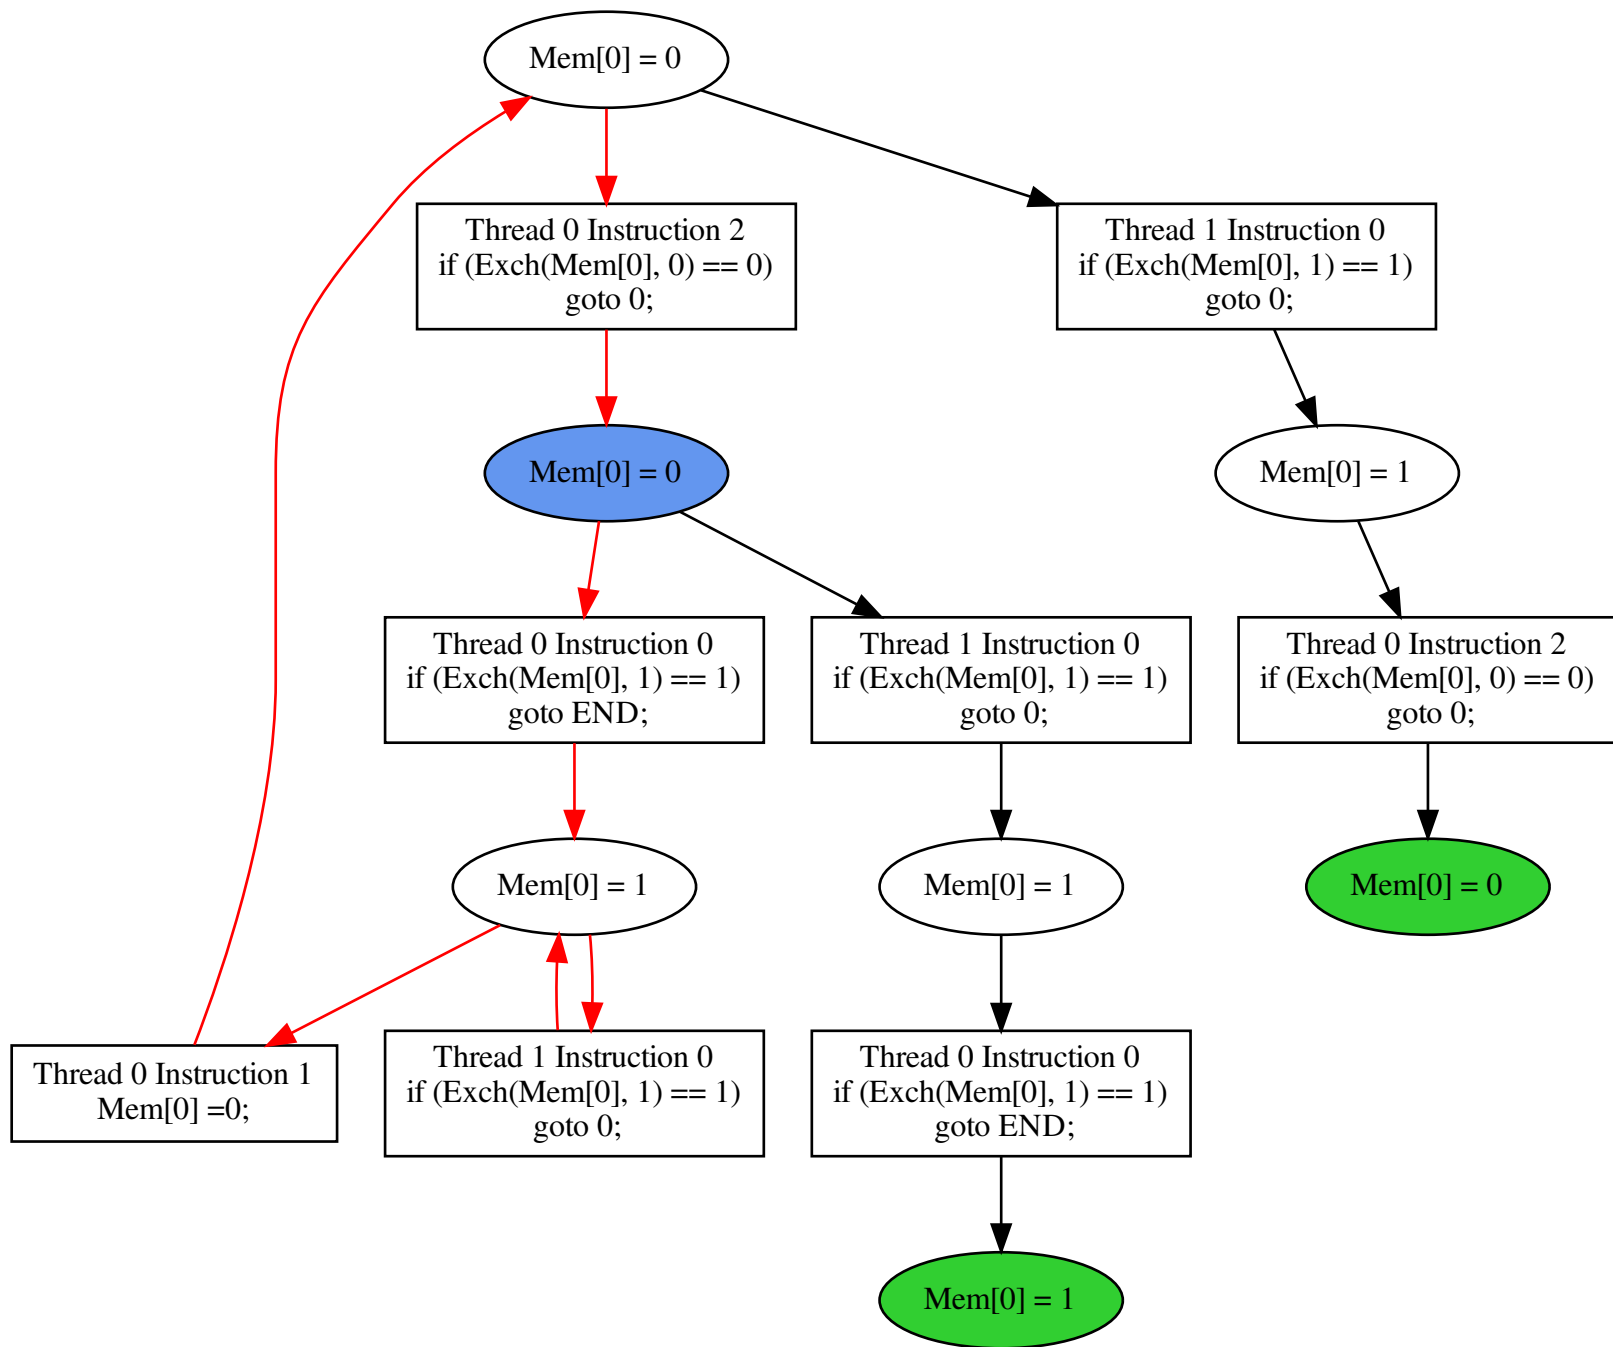 Mem[0] = 0
Thread 0 Instruction 2
if (Exch(Mem[0], 0) == 0)
goto 0;
Thread 1 Instruction 0
if (Exch(Mem[0], 1) == 1)
goto 0;
Mem[0] = 0
Mem[0] = 1
Thread 0 Instruction 0
if (Exch(Mem[0], 1) == 1)
goto END;
Thread 1 Instruction 0
if (Exch(Mem[0], 1) == 1)
goto 0;
Thread 0 Instruction 2
if (Exch(Mem[0], 0) == 0)
goto 0;
Mem[0] = 1
Mem[0] = 1
Mem[0] = 0
Thread 0 Instruction 1
Mem[0] =0;
Thread 1 Instruction 0
if (Exch(Mem[0], 1) == 1)
goto 0;
Thread 0 Instruction 0
if (Exch(Mem[0], 1) == 1)
goto END;
Mem[0] = 1